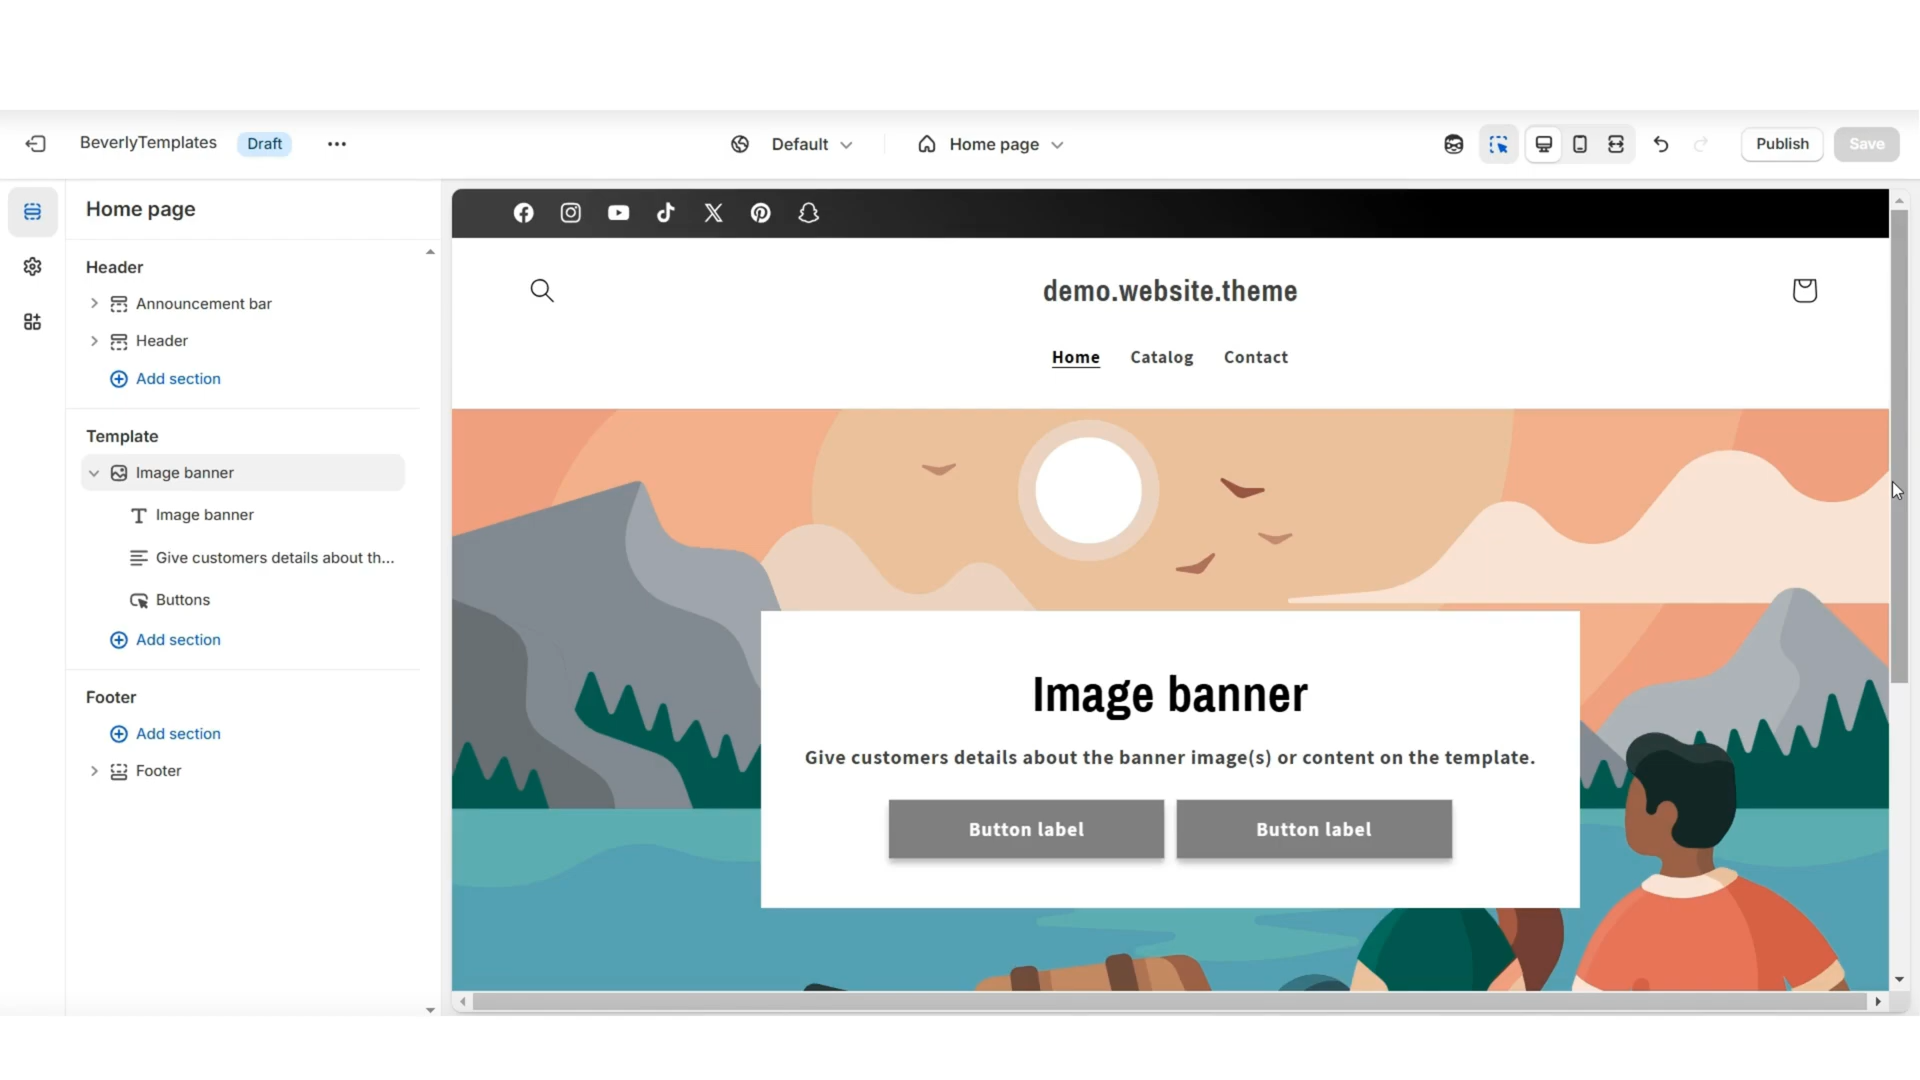 BeverlyTemplates
Draft
Default
Home page
Publish
Save
Home page
Header
Announcement bar
Header
Add section
Template
Image banner
Image banner
Give customers details about th...
Buttons
Add section
Footer
Add section
Footer
demo.website.theme
Home Catalog Contact
Image banner
Give customers details about the banner image(s) or content on the template.
Button label Button label